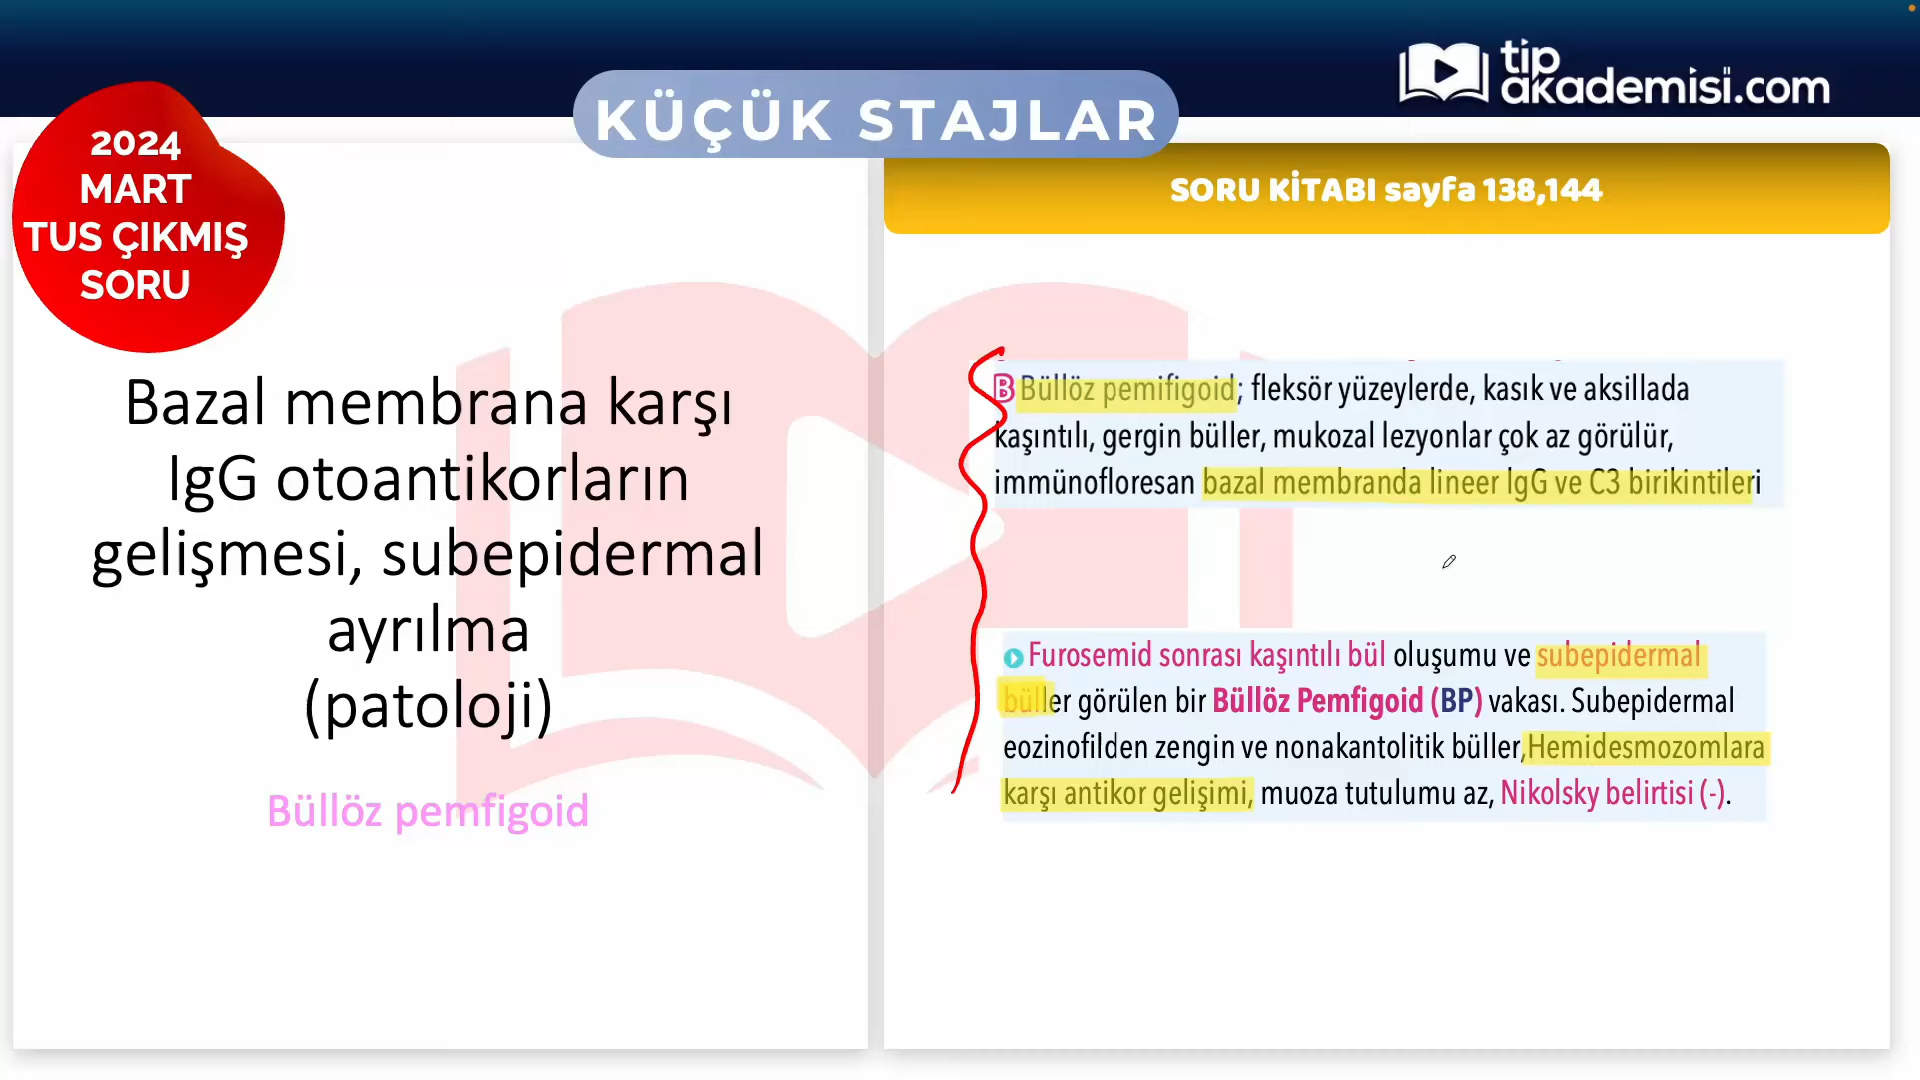 tip
akademisi.com
KÜÇÜK STAJLAR
2024
MART
TUS ÇIKMIŞ
SORU
Bazal membrana karşı
IgG otoantikorların
gelişmesi, subepidermal
ayrılma
(patoloji)
Büllöz pemfigoid
SORU KİTABI sayfa 138,144
B Büllöz pemifigoid; fleksör yüzeylerde, kasık ve aksillada
kaşıntılı, gergin büller, mukozal lezyonlar çok az görülür,
immünofloresan bazal membranda lineer IgG ve C3 birikintileri
Furosemid sonrası kaşıntılı bül oluşumu ve subepidermal
büller görülen bir Büllöz Pemfigoid (BP) vakası. Subepidermal
eozinofilden zengin ve nonakantolitik büller,Hemidesmozomlara
karşı antikor gelişimi, muoza tutulumu az, Nikolsky belirtisi (-).